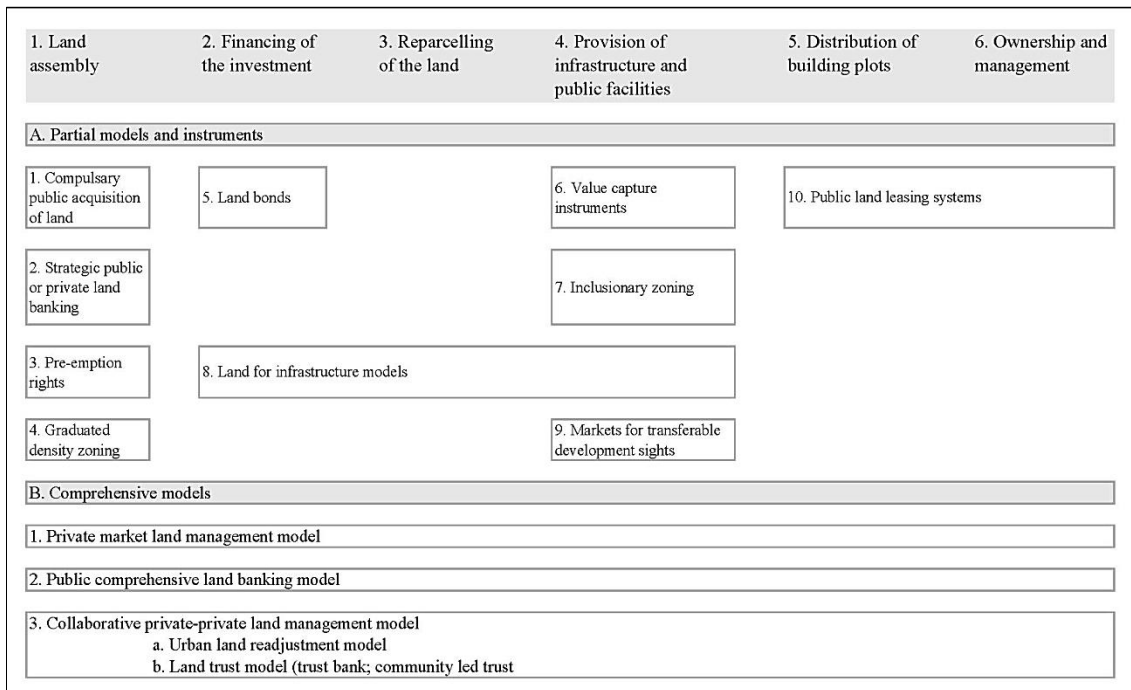 1. Land
assembly
2. Financing of
the investment
3. Reparcelling
of the land
4. Provision of
infrastructure and
public facilities
5. Distribution of
building plots
6. Ownership and
management
A. Partial models and instruments
1. Compulsary
public acquisition
of land
5. Land bonds
6. Value capture
instruments
10. Public land leasing systems
2. Strategic public
or private land
banking
7. Inclusionary zoning
3. Pre-emption
rights
8. Land for infrastructure models
4. Graduated
density zoning
9. Markets for transferable
development sights
B. Comprehensive models
1. Private market land management model
2. Public comprehensive land banking model
3. Collaborative private-private land management model
a. Urban land readjustment model
b. Land trust model (trust bank; community led trust